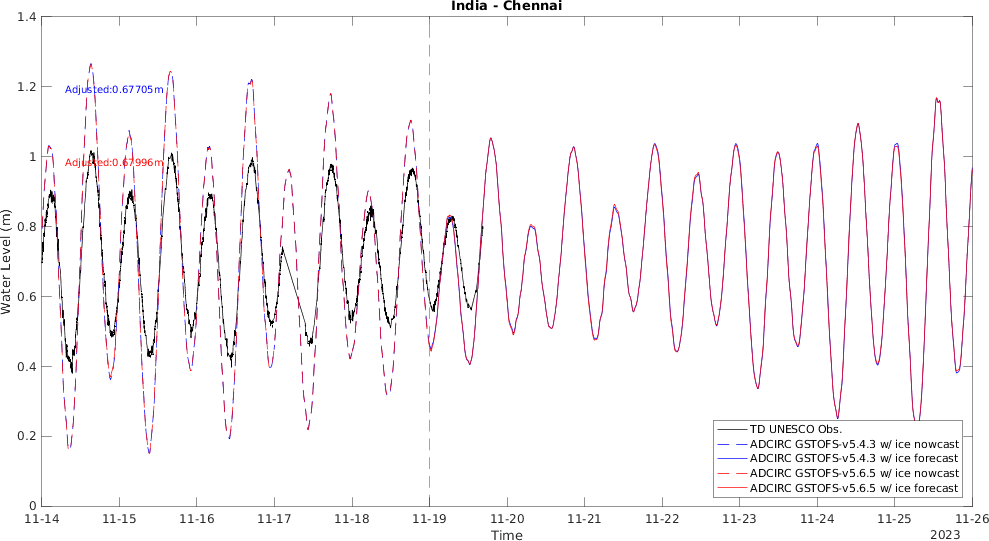 India - Chennai
1.4
1.2
1
0.8
0.6
0.4
0.2
0
Water Level (m)
Adjusted:0.67705m
Adjusted:0.67996m
TD UNESCO Obs.
ADCIRC GSTOFS-v5.4.3 w/ ice nowcast
ADCIRC GSTOFS-v5.4.3 w/ ice forecast
ADCIRC GSTOFS-v5.6.5 w/ ice nowcast
ADCIRC GSTOFS-v5.6.5 w/ ice forecast
11-14 11-15 11-16 11-17 11-18 11-19 11-20 11-21 11-22 11-23 11-24 11-25 11-26
Time
2023